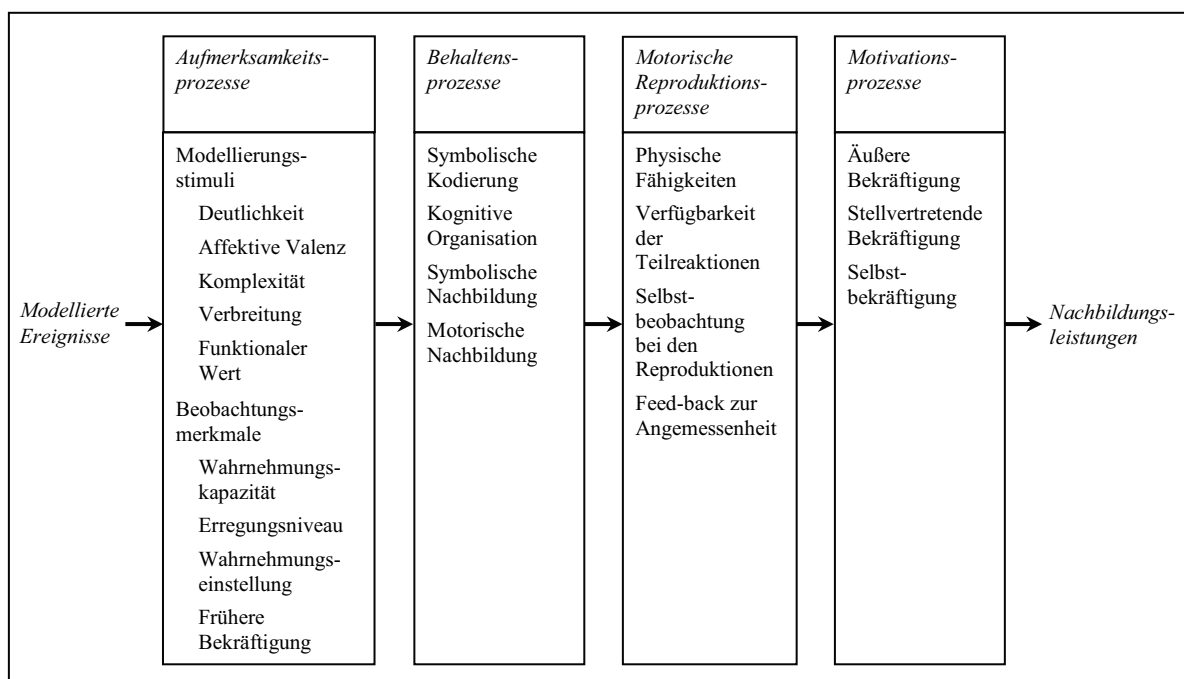 Modellierte
Ereignisse
Aufmerksamkeits-
prozesse
Modellierungs-
stimuli
Deutlichkeit
Affektive Valenz
Komplexität
Verbreitung
Funktionaler
Wert
Beobachtungs-
merkmale
Wahrnehmungs-
kapazität
Erregungsniveau
Wahrnehmungs-
einstellung
Frühere
Bekräftigung
Behaltens-
prozesse
Symbolische
Kodierung
Kognitive
Organisation
Symbolische
Nachbildung
Motorische
Nachbildung
Motorische
Reproduktions-
prozesse
Physische
Fähigkeiten
Verfügbarkeit
der
Teilreaktionen
Selbst-
beobachtung
bei den
Reproduktionen
Feed-back zur
Angemessenheit
Motivations-
prozesse
Äußere
Bekräftigung
Stellvertretende
Bekräftigung
Selbst-
bekräftigung
Nachbildungs-
leistungen